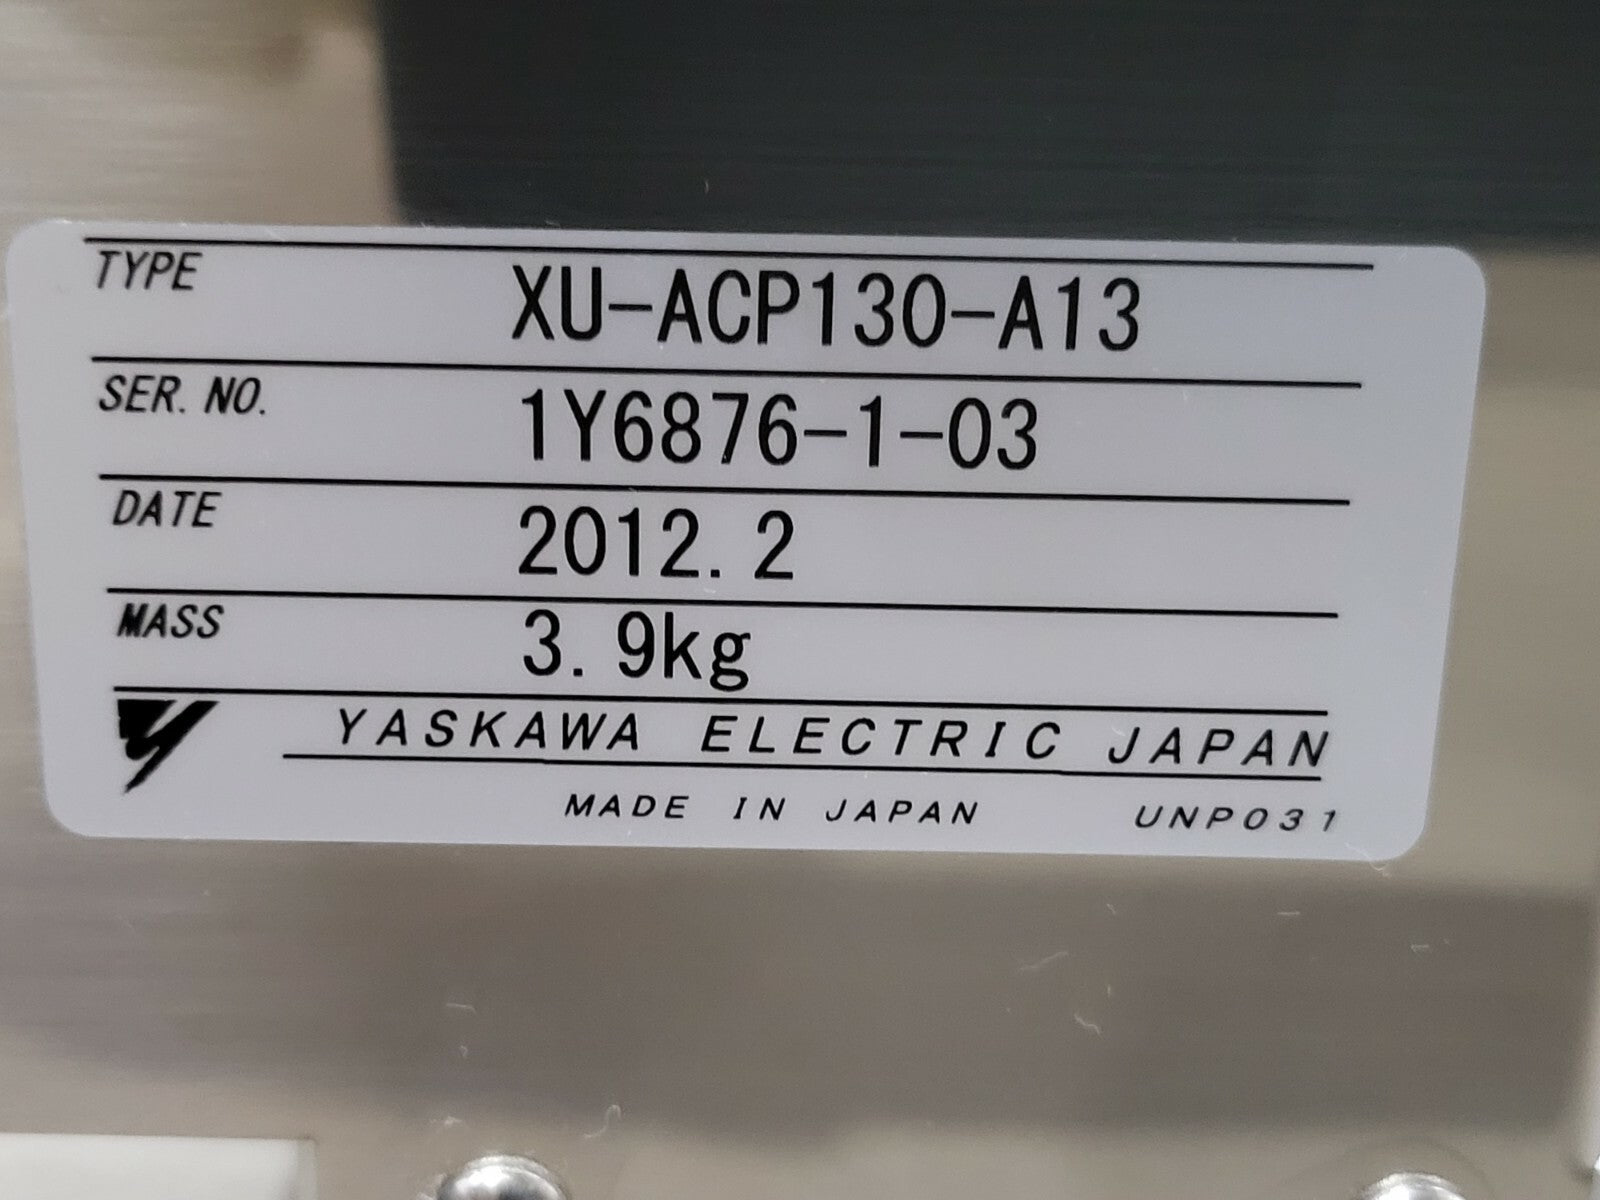 TYPE XU-ACP130-A13
SER. NO. 1Y6876-1-03
DATE 2012. 2
MASS 3. 9kg
YASKAWA ELECTRIC JAPAN
MADE IN JAPAN UNP031